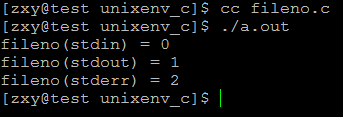 [zxy@test unixenv_c]$ cc fileno.c
[zxy@test unixenv_c]$ ./a.out
fileno(stdin) = 0
fileno(stdout) = 1
fileno(stderr) = 2
[zxy@test unixenv_c]$